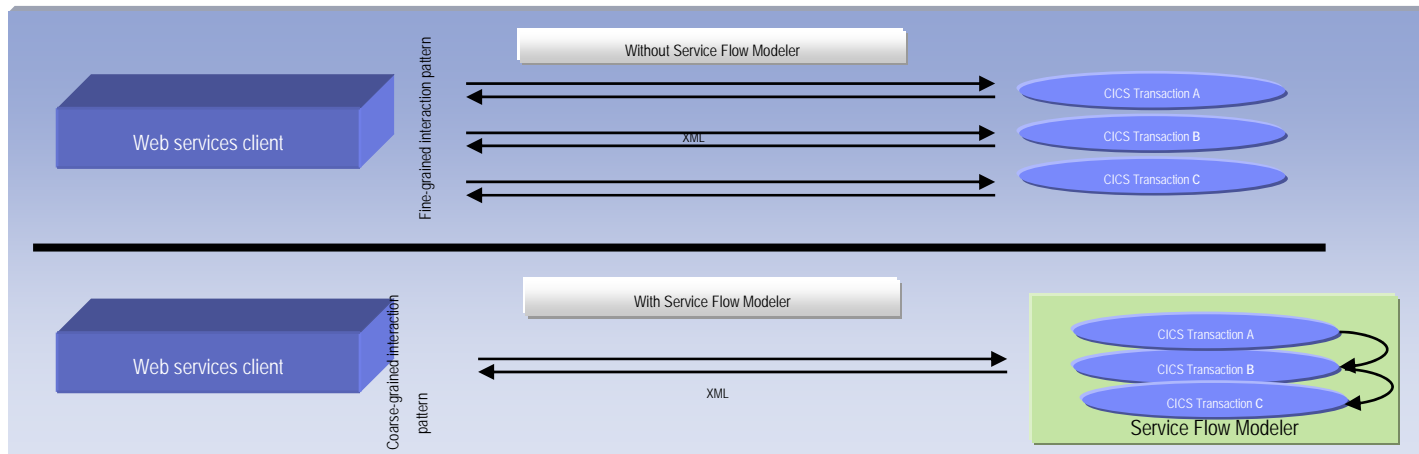 Without Service Flow Modeler
Web services client
Fine-grained interaction pattern
XML
CICS Transaction A
CICS Transaction B
CICS Transaction C
With Service Flow Modeler
Web services client
Coarse-grained interaction
pattern
XML
CICS Transaction A
CICS Transaction B
CICS Transaction C
Service Flow Modeler